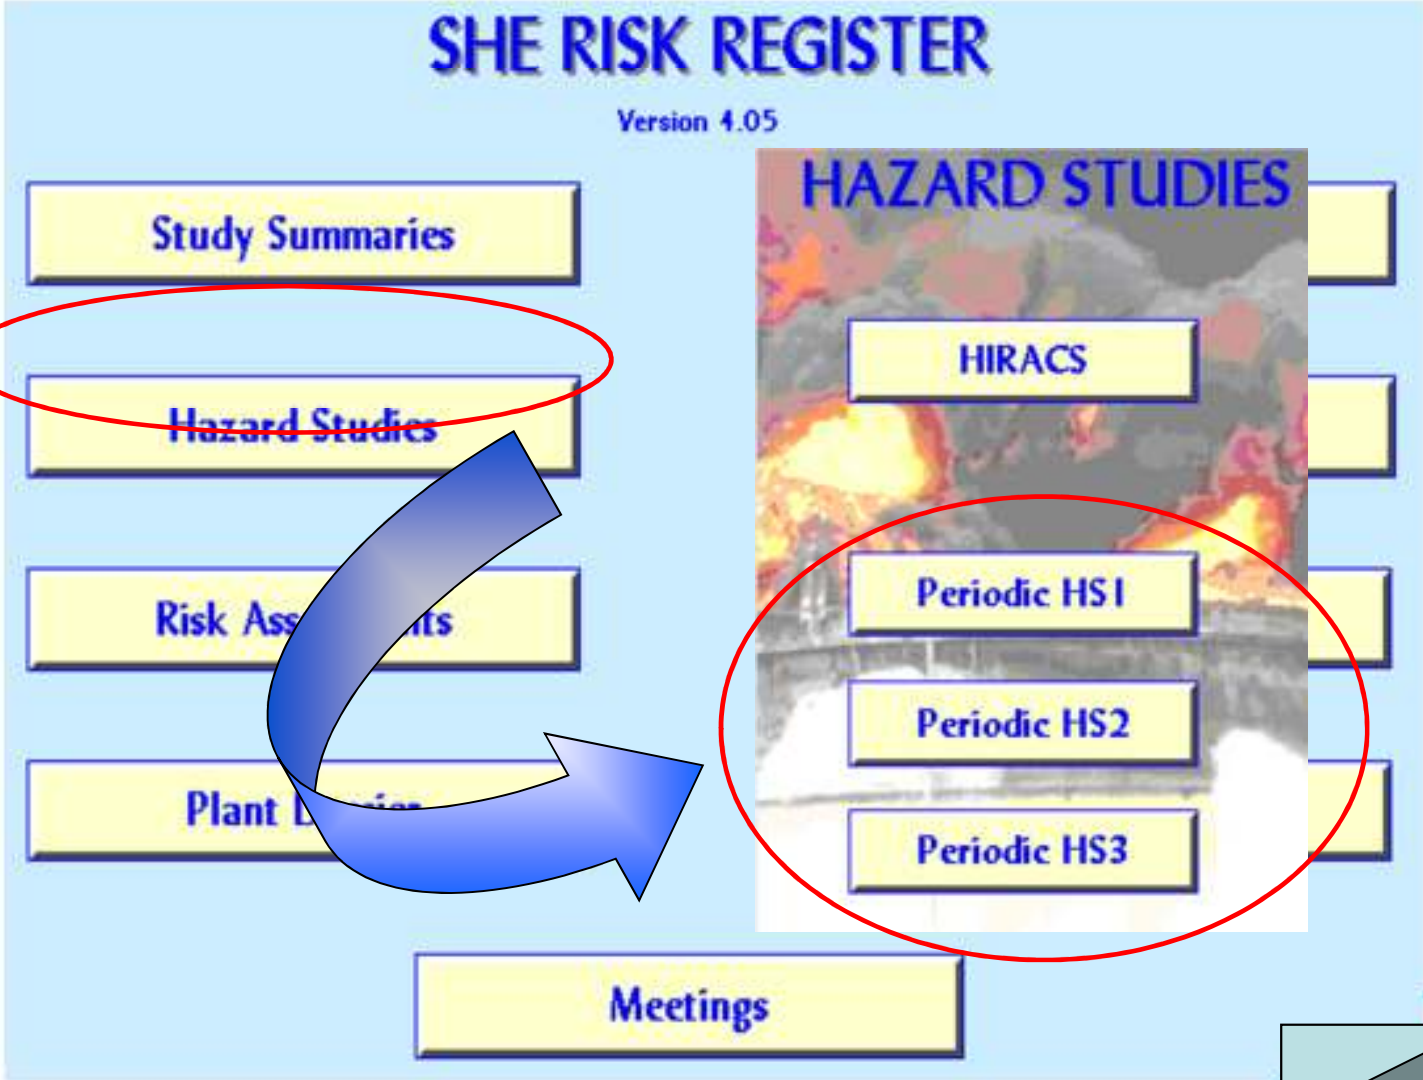 SHE RISK REGISTER
Version 4.05
Study Summaries
Hazard Studies
Risk
Plant
HAZARD STUDIES
HIRACS
Periodic HS1
Periodic HS2
Periodic HS3
Meetings